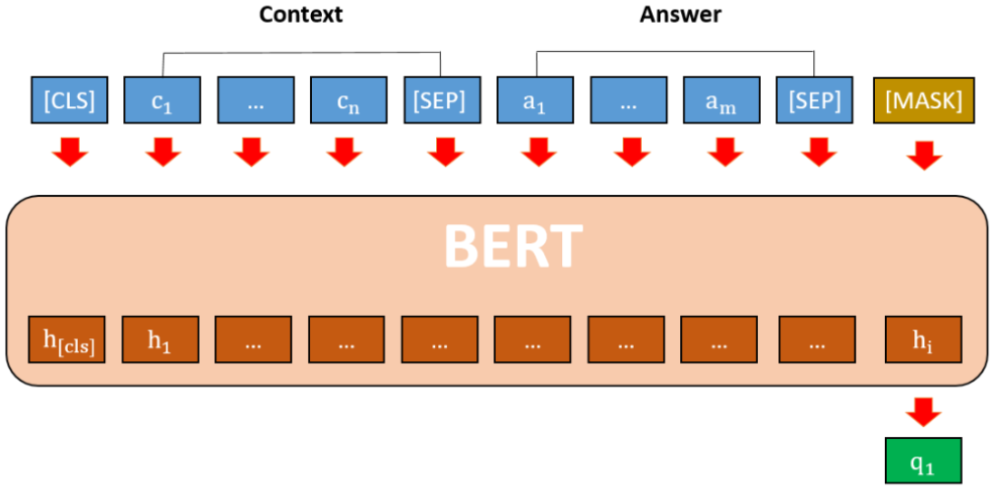 Context Answer
[CLS] c₁ ... cₙ [SEP] a₁ ... aₘ [SEP] [MASK]
BERT
h[cls] h₁ ... ... ... ... ... ... ... hᵢ
q₁